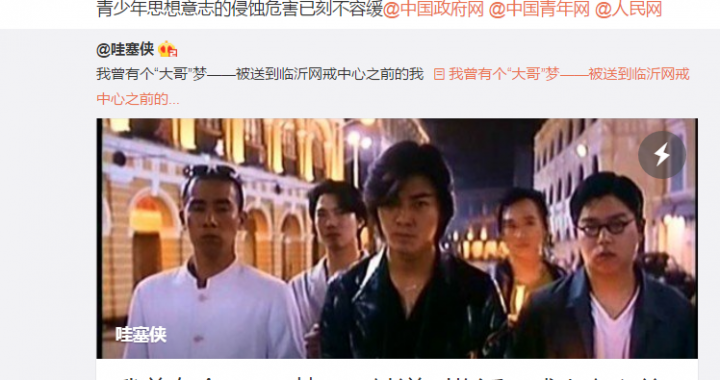 青少年思想意志的侵蚀危害已刻不容缓@中国政府网 @中国青年网 @人民网
@哇塞侠
我曾有个“大哥”梦——被送到临沂网戒中心之前的我 我曾有个“大哥”梦——被送到临沂网戒
中心之前的...
哇塞侠